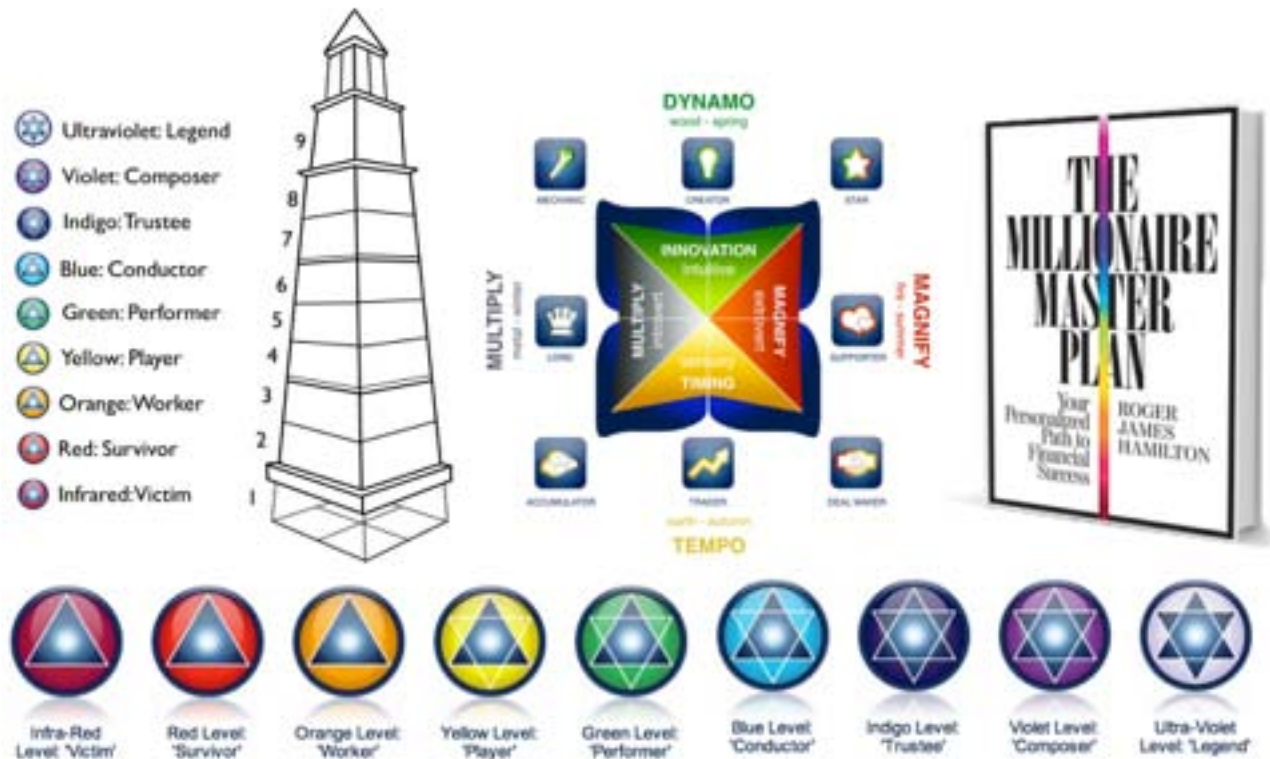 Ultraviolet: Legend
Violet: Composer
Indigo: Trustee
Blue: Conductor
Green: Performer
Yellow: Player
Orange: Worker
Red: Survivor
Infrared: Victim
9
8
7
6
5
4
3
2
1
DYNAMO
wood - spring
MECHANIC
CREATOR
STAR
INNOVATION
intuitive
MULTIPLY
metal - winter
LORD
MULTIPLY
introvert
MAGNIFY
extrovert
SUPPORTER
MAGNIFY
fire - summer
sensory
TIMING
ACCUMULATOR
TRADER
DEAL MAKER
earth - autumn
TEMPO
THE
MILLIONAIRE
MASTER
PLAN
Your
Personalized
Path to
Financial
Success
ROGER
JAMES
HAMILTON
Infra-Red
Level: 'Victim'
Red Level:
'Survivor'
Orange Level:
'Worker'
Yellow Level:
'Player'
Green Level:
'Performer'
Blue Level:
'Conductor'
Indigo Level:
'Trustee'
Violet Level:
'Composer'
Ultra-Violet
Level: 'Legend'